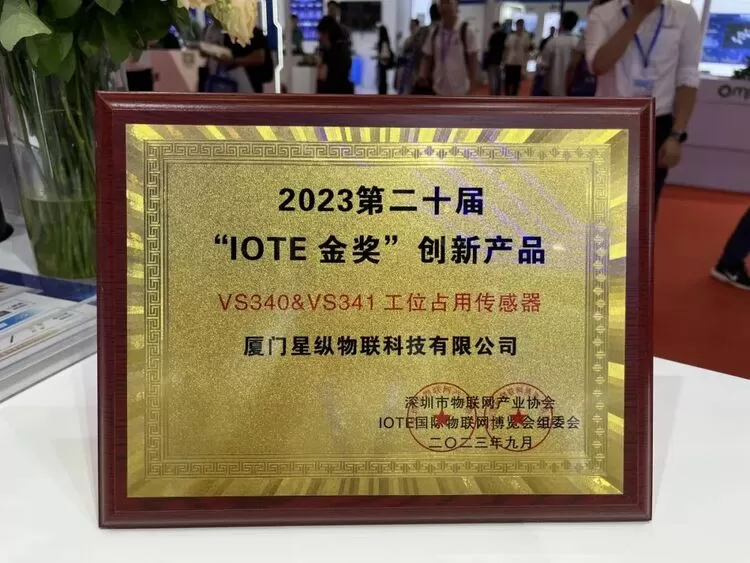 2023第二十届
“IOTE 金奖”创新产品
VS340&VS341 工位占用传感器
厦门星纵物联科技有限公司
深圳市物联网产业协会
IOTE国际物联网博览会组委会
二〇二三年九月